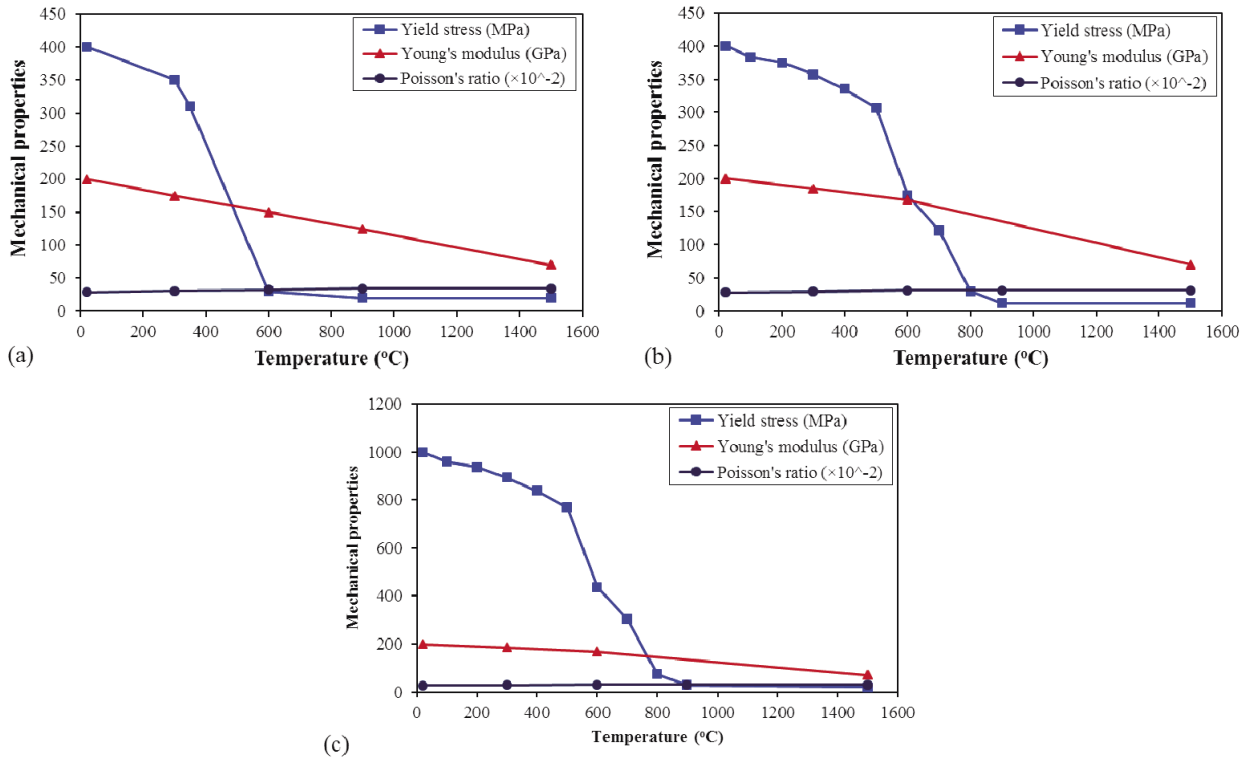 450
400
350
300
250
200
150
100
50
0
Mechanical properties
Yield stress (MPa)
Young's modulus (GPa)
Poisson's ratio (×10^-2)
0 200 400 600 800 1000 1200 1400 1600
Temperature (°C)
(a)
450
400
350
300
250
200
150
100
50
0
Mechanical properties
Yield stress (MPa)
Young's modulus (GPa)
Poisson's ratio (×10^-2)
0 200 400 600 800 1000 1200 1400 1600
Temperature (°C)
(b)
1200
1000
800
600
400
200
0
Mechanical properties
Yield stress (MPa)
Young's modulus (GPa)
Poisson's ratio (×10^-2)
0 200 400 600 800 1000 1200 1400 1600
Temperature (°C)
(c)